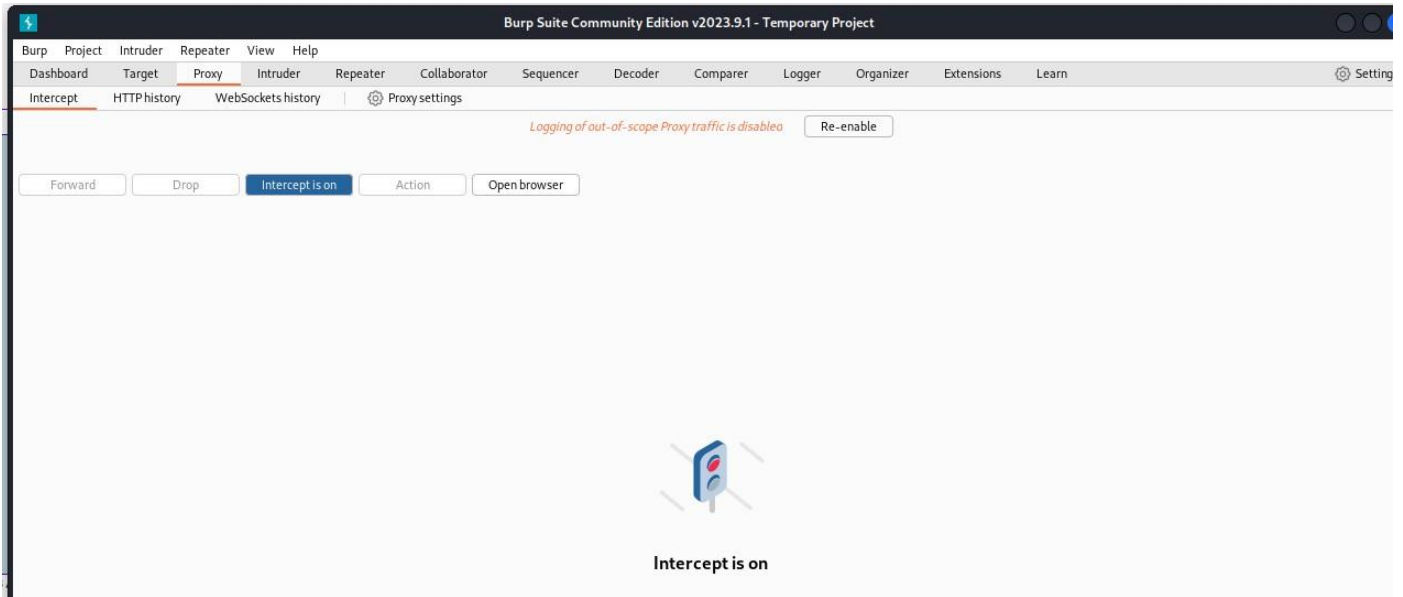 Burp Suite Community Edition v2023.9.1 - Temporary Project
Burp Project Intruder Repeater View Help
Dashboard Target Proxy Intruder Repeater Collaborator Sequencer Decoder Comparer Logger Organizer Extensions Learn Setting
Intercept HTTP history WebSockets history Proxy settings
Logging of out-of-scope Proxy traffic is disabled Re-enable
Forward Drop Intercept is on Action Open browser
Intercept is on